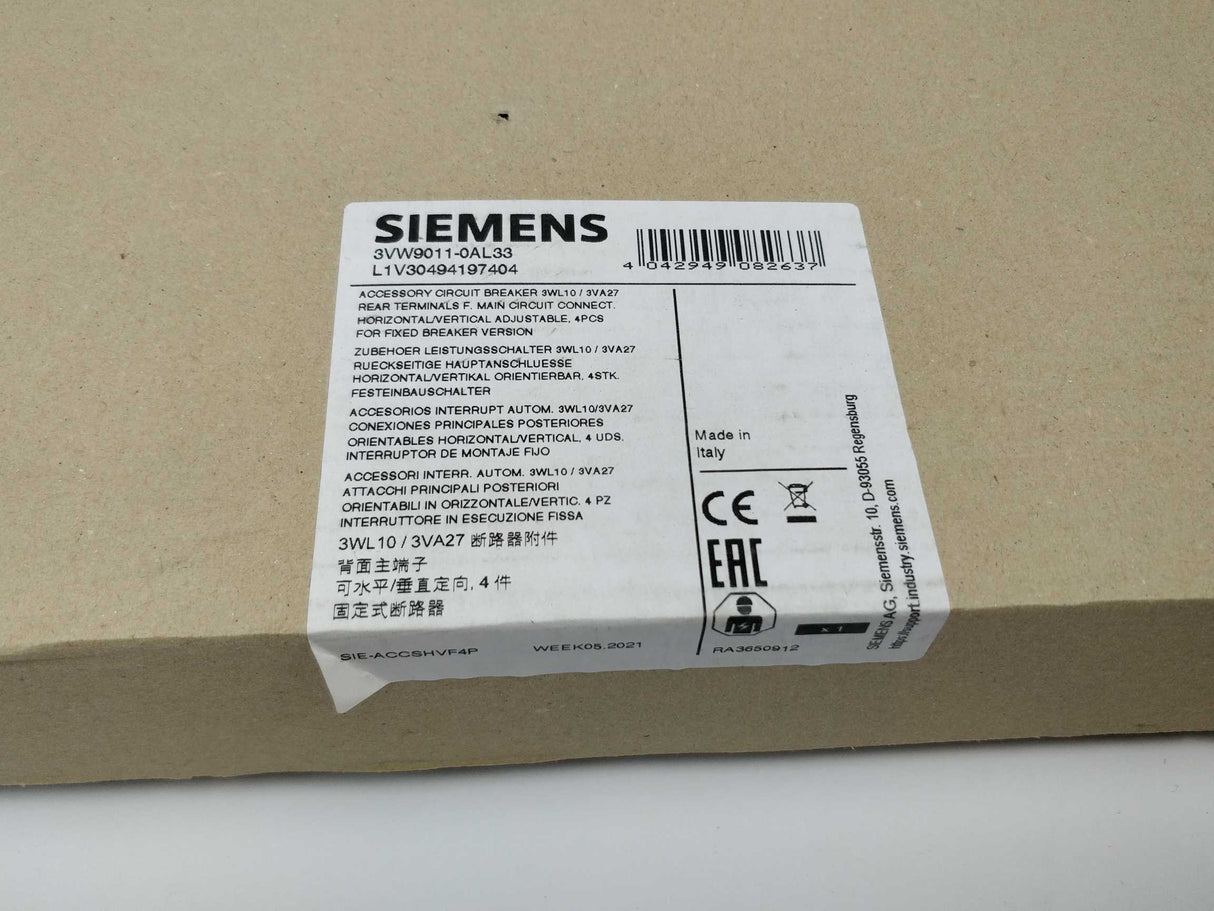 SIEMENS
3VW9011-0AL33
L1V30494197404
4 042949 082637
ACCESSORY CIRCUIT BREAKER 3WL10 / 3VA27
REAR TERMINALS F. MAIN CIRCUIT CONNECT.
HORIZONTAL/VERTICAL ADJUSTABLE, 4PCS
FOR FIXED BREAKER VERSION
ZUBEHOER LEISTUNGSSCHALTER 3WL10 / 3VA27
RUECKSEITIGE HAUPTANSCHLUESSE
HORIZONTAL/VERTIKAL ORIENTIERBAR, 4STK.
FESTEINBAUSCHALTER
ACCESORIOS INTERRUPT AUTOM. 3WL10/3VA27
CONEXIONES PRINCIPALES POSTERIORES
ORIENTABLES HORIZONTAL/VERTICAL, 4 UDS.
INTERRUPTOR DE MONTAJE FIJO
ACCESSORI INTERR. AUTOM. 3WL10 / 3VA27
ATTACCHI PRINCIPALI POSTERIORI
ORIENTABILI IN ORIZZONTALE/VERTIC. 4 PZ
INTERRUTTORE IN ESECUZIONE FISSA
3WL10 / 3VA27 断路器附件
背面主端子
可水平/垂直定向, 4 件
固定式断路器
SIE-ACCSHVF4P WEEK05.2021
Made in
Italy
CE
EAC
x 1
RA3650912
SIEMENS AG, Siemensstr. 10, D-93055 Regensburg
https://support.industry.siemens.com